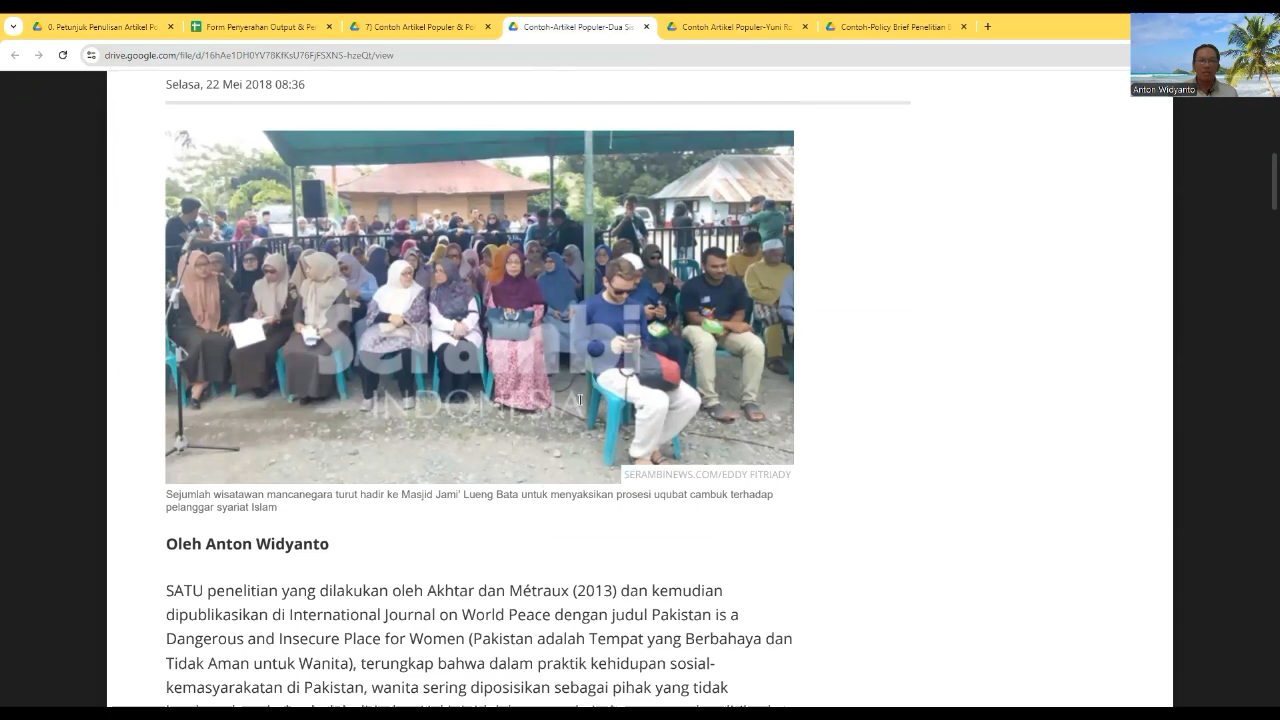 0. Petunjuk Penulisan Artikel Po
Form Penyerahan Output & Pe
7) Contoh Artikel Populer & Po
Contoh-Artikel Populer-Dua Sis
Contoh Artikel Populer-Yuni Ro
Contoh-Policy Brief Penelitian
drive.google.com/file/d/16hAe1DH0YV78KfKsU76FjFSXNS-hzeQt/view
Anton Widyanto
Selasa, 22 Mei 2018 08:36
Serambi
INDONESIA
SERAMBINEWS.COM/EDDY FITRIADY
Sejumlah wisatawan mancanegara turut hadir ke Masjid Jami' Lueng Bata untuk menyaksikan prosesi uqubat cambuk terhadap
pelanggar syariat Islam
Oleh Anton Widyanto
SATU penelitian yang dilakukan oleh Akhtar dan Métraux (2013) dan kemudian
dipublikasikan di International Journal on World Peace dengan judul Pakistan is a
Dangerous and Insecure Place for Women (Pakistan adalah Tempat yang Berbahaya dan
Tidak Aman untuk Wanita), terungkap bahwa dalam praktik kehidupan sosial-
kemasyarakatan di Pakistan, wanita sering diposisikan sebagai pihak yang tidak